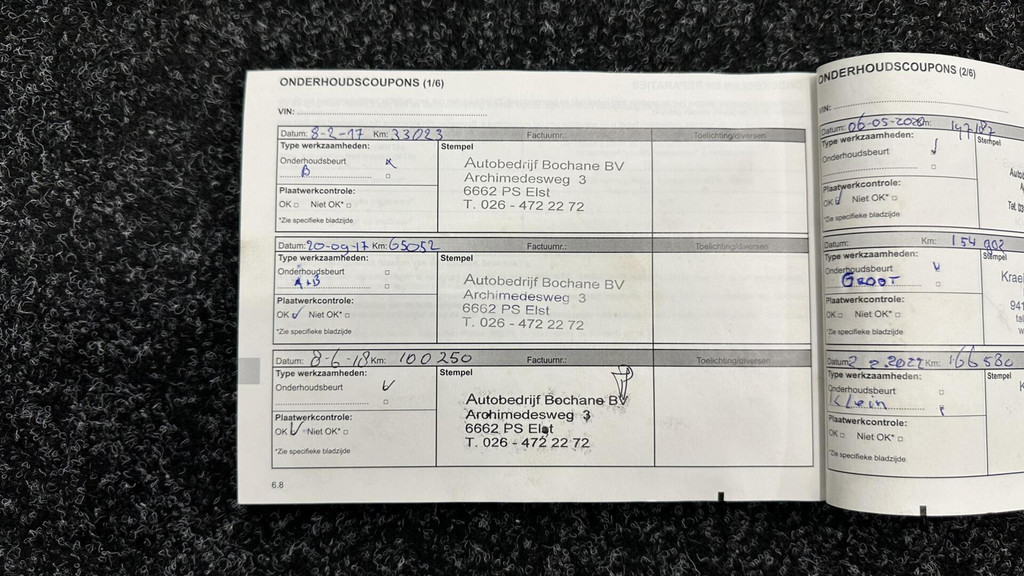 ONDERHOUDSCOUPONS (1/6)
VIN:
Datum: 8-2-17 Km: 33023 Factuurnr.: Toelichting/diversen
Type werkzaamheden: Stempel
Onderhoudsbeurt
B
Plaatwerkcontrole:
OK Niet OK*
*Zie specifieke bladzijde
Autobedrijf Bochane BV
Archimedesweg 3
6662 PS Elst
T. 026 - 472 22 72
Datum: 20-09-17 Km: 65052 Factuurnr.: Toelichting/diversen
Type werkzaamheden: Stempel
Onderhoudsbeurt
A+B
Plaatwerkcontrole:
OK Niet OK*
*Zie specifieke bladzijde
Autobedrijf Bochane BV
Archimedesweg 3
6662 PS Elst
T. 026 - 472 22 72
Datum: 8-6-18 Km: 100250 Factuurnr.: Toelichting/diversen
Type werkzaamheden: Stempel
Onderhoudsbeurt
Plaatwerkcontrole:
OK Niet OK*
*Zie specifieke bladzijde
Autobedrijf Bochane BV
Archimedesweg 3
6662 PS Elst
T. 026 - 472 22 72
6.8
ONDERHOUDSCOUPONS (2/6)
VIN:
Datum: 06-05-2020 Km: 147187
Type werkzaamheden: Stempel
Onderhoudsbeurt
Plaatwerkcontrole:
OK Niet OK*
*Zie specifieke bladzijde
Datum: Km: 154902
Type werkzaamheden: Stempel
Onderhoudsbeurt
GROOT
Plaatwerkcontrole:
OK Niet OK*
*Zie specifieke bladzijde
Datum: Km: 166580
Type werkzaamheden: Stempel
Onderhoudsbeurt
Klein
Plaatwerkcontrole:
OK Niet OK*
*Zie specifieke bladzijde